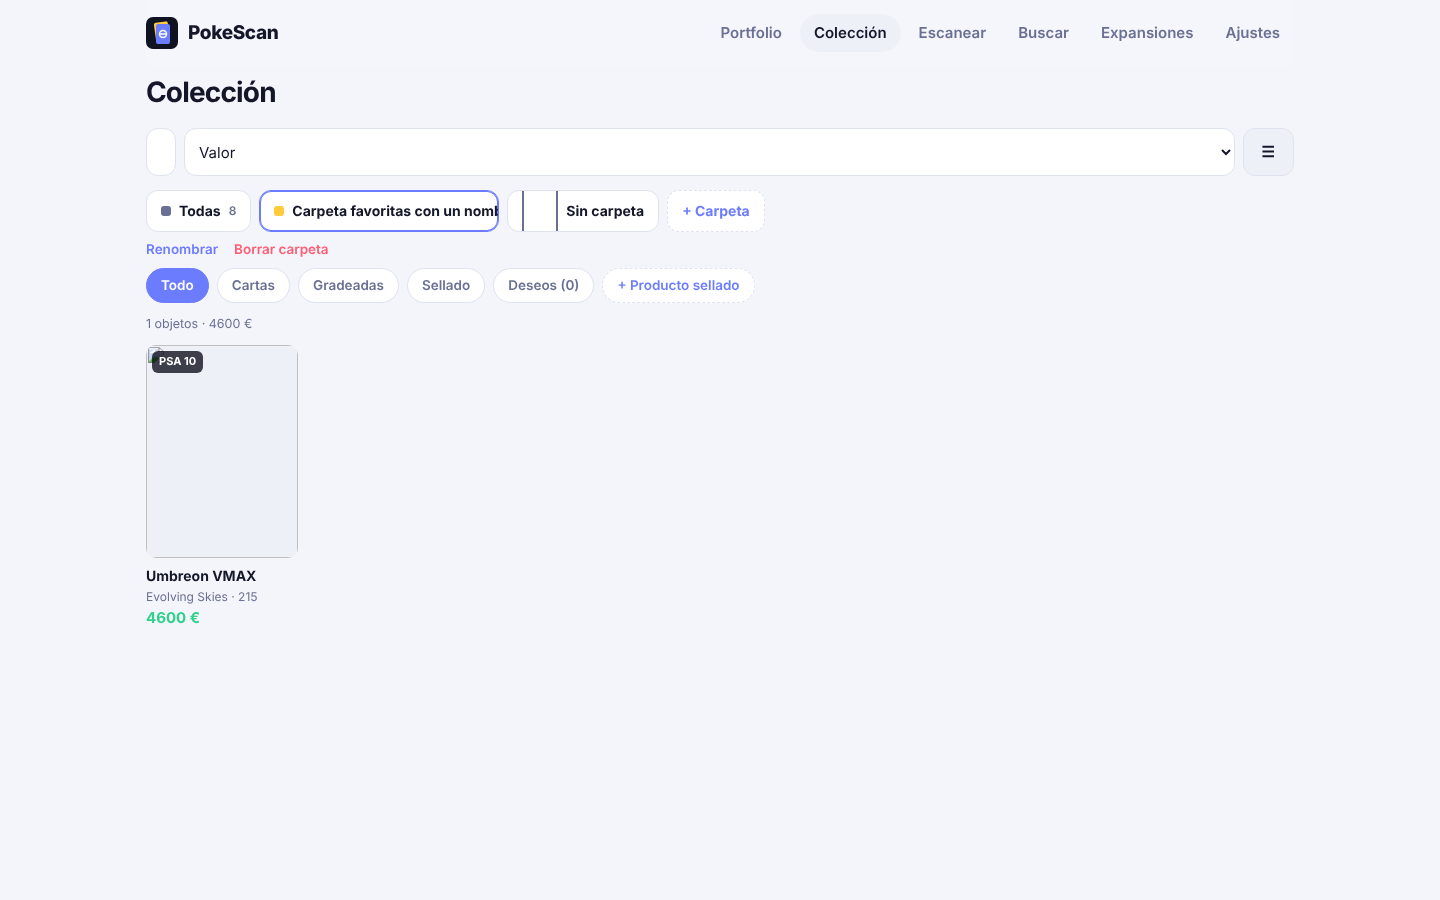 PokeScan
Portfolio
Colección
Escanear
Buscar
Expansiones
Ajustes
Colección
Valor
Todas 8
Carpeta favoritas con un
Sin carpeta
+ Carpeta
Renombrar
Borrar carpeta
Todo
Cartas
Gradeadas
Sellado
Deseos (0)
+ Producto sellado
1 objetos · 4600 €
PSA 10
Umbreon VMAX
Evolving Skies · 215
4600 €